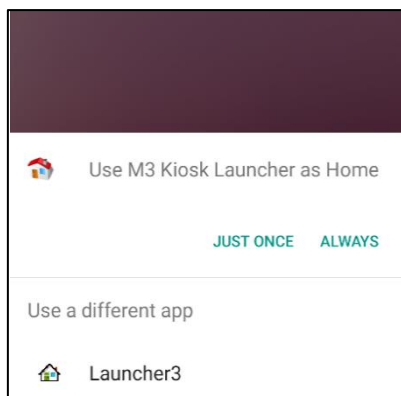 Use M3 Kiosk Launcher as Home
JUST ONCE ALWAYS
Use a different app
Launcher3